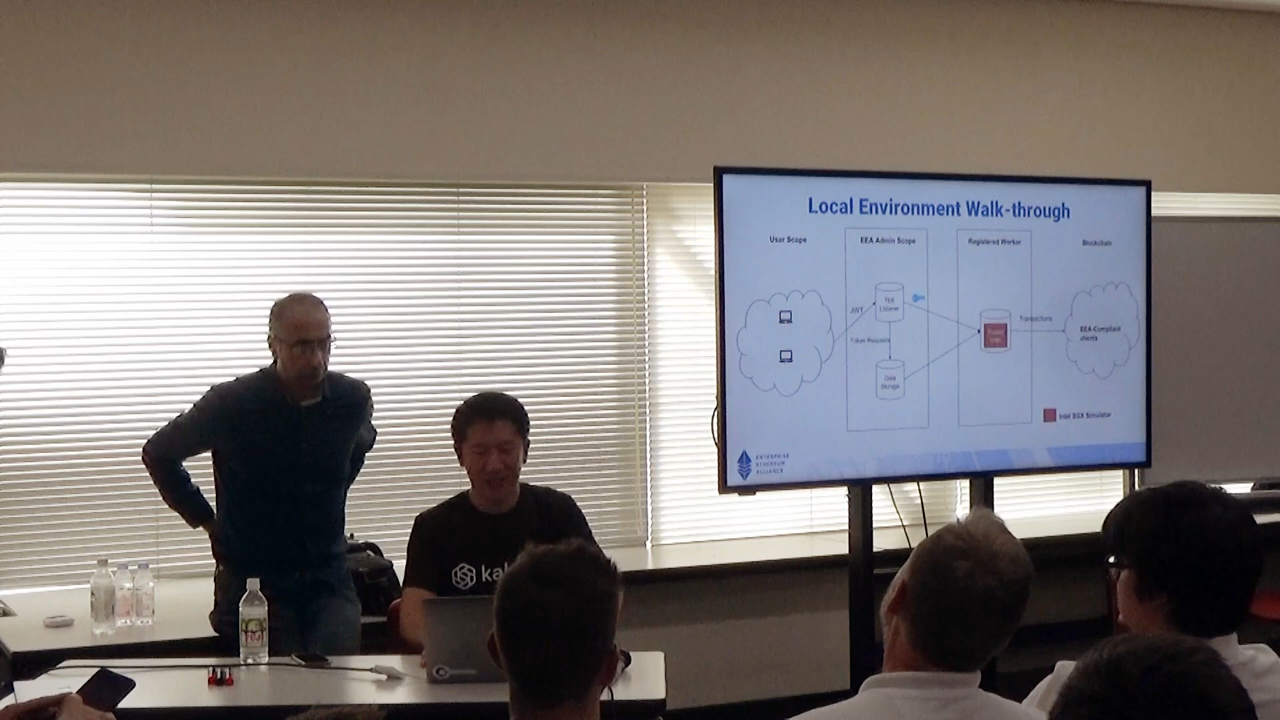 Local Environment Walk-through
User Scope
EEA Admin Scope
Registered Worker
Blockchain
JWT
TEE
Listener
Token Requests
Data
Storage
Transactions
EEA-Compliant
clients
Intel SGX Simulator
ENTERPRISE
ETHEREUM
ALLIANCE